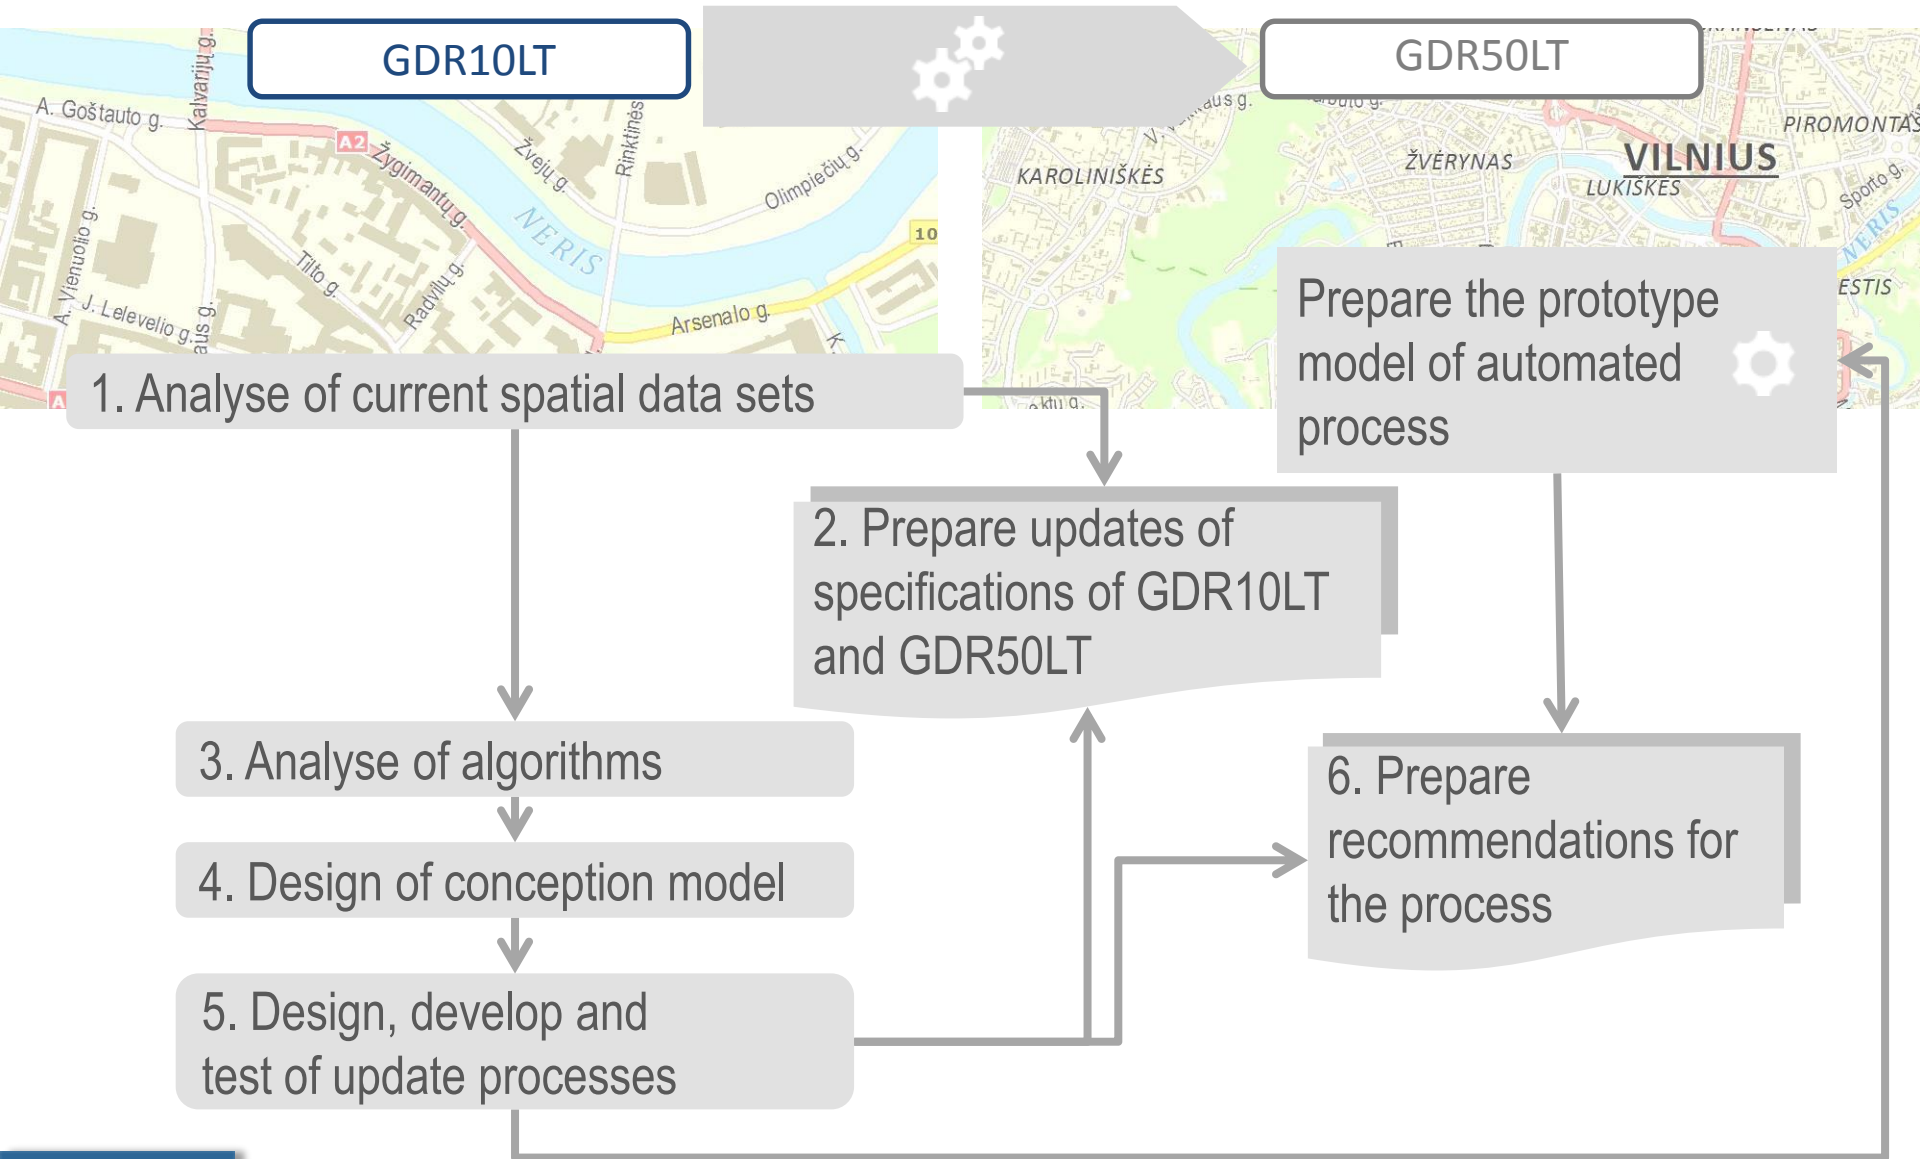 GDR10LT
GDR50LT
Kalvarijų g.
A. Goštauto g.
A2
Žygimantų g.
Žvejų g.
Rinktinės
Olimpiečių g.
NERIS
10
A. Vienuolio g.
Tilto g.
Radvilų g.
J. Lelevelio g.
aus g.
Arsenalo g.
K.
A
KAROLINIŠKĖS
ŽVĖRYNAS
VILNIUS
LUKIŠKĖS
PIROMONTAS
Sporto g.
NERIS
ESTIS
1. Analyse of current spatial data sets
Prepare the prototype
model of automated
process
2. Prepare updates of
specifications of GDR10LT
and GDR50LT
3. Analyse of algorithms
4. Design of conception model
5. Design, develop and
test of update processes
6. Prepare
recommendations for
the process